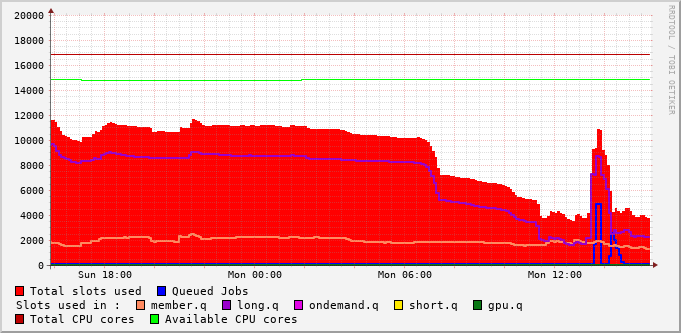 20000
18000
16000
14000
12000
10000
8000
6000
4000
2000
0
Sun 18:00 Mon 00:00 Mon 06:00 Mon 12:00
RRDTOOL / TOBI OETIKER
Total slots used Queued Jobs
Slots used in : member.q long.q ondemand.q short.q gpu.q
Total CPU cores Available CPU cores